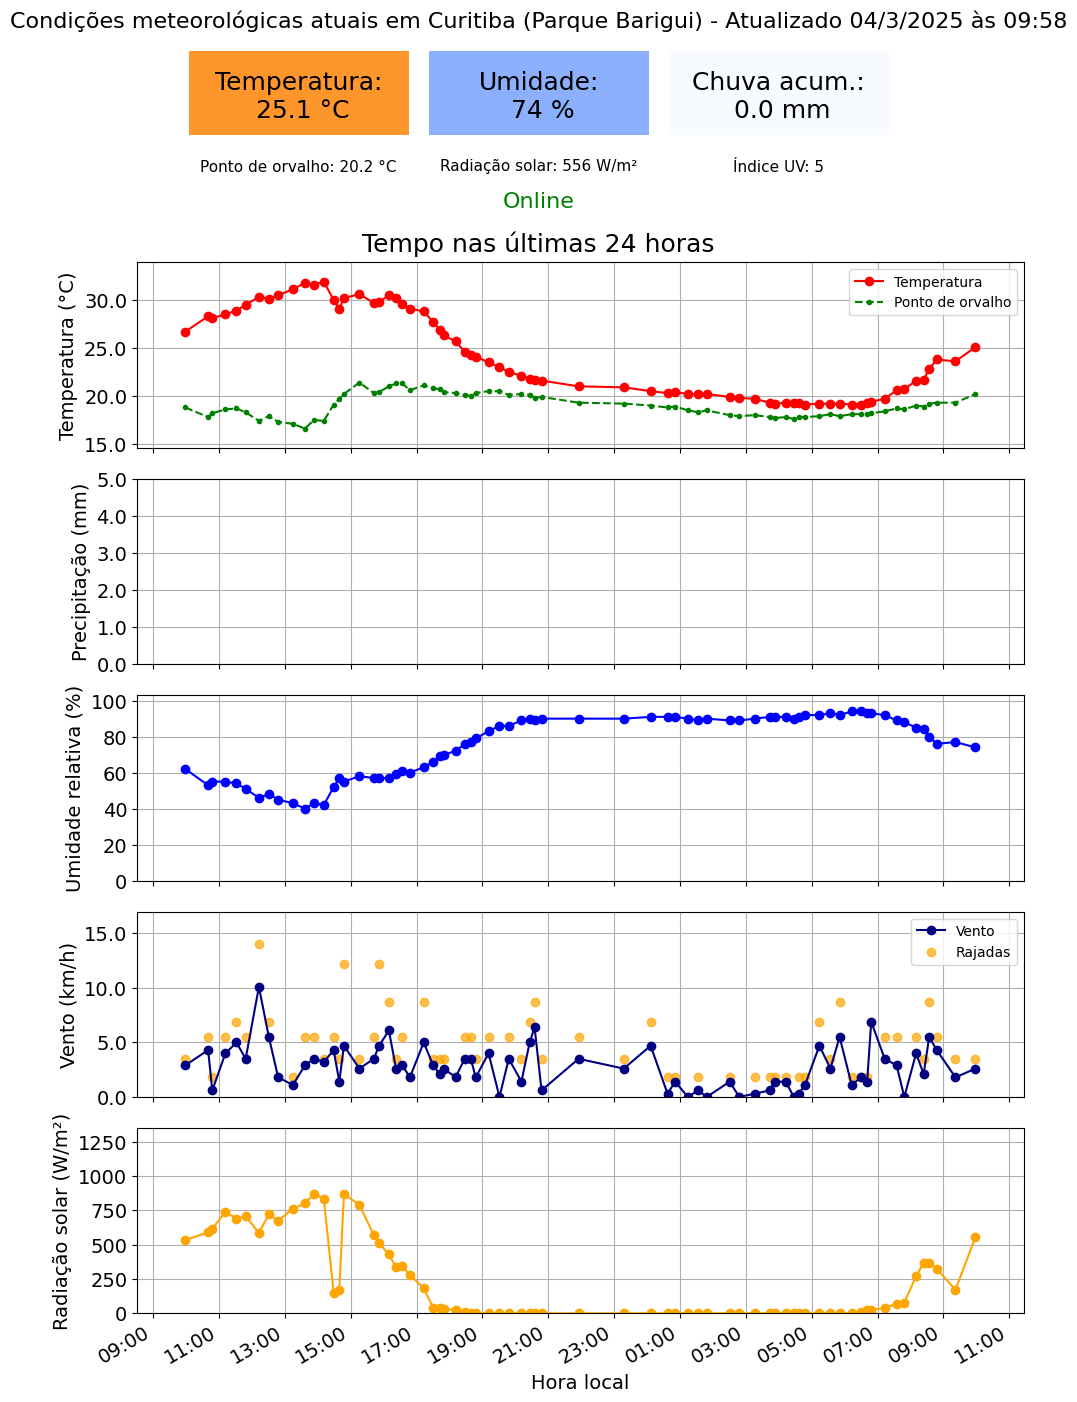 Condições meteorológicas atuais em Curitiba (Parque Barigui) - Atualizado 04/3/2025 às 09:58
Temperatura:
25.1 °C
Umidade:
74 %
Chuva acum.:
0.0 mm
Ponto de orvalho: 20.2 °C
Radiação solar: 556 W/m²
Índice UV: 5
Online
Tempo nas últimas 24 horas
Temperatura (°C)
30.0
25.0
20.0
15.0
Temperatura
Ponto de orvalho
Precipitação (mm)
5.0
4.0
3.0
2.0
1.0
0.0
Umidade relativa (%)
100
80
60
40
20
0
Vento (km/h)
15.0
10.0
5.0
0.0
Vento
Rajadas
Radiação solar (W/m²)
1250
1000
750
500
250
0
09:00
11:00
13:00
15:00
17:00
19:00
21:00
23:00
01:00
03:00
05:00
07:00
09:00
11:00
Hora local